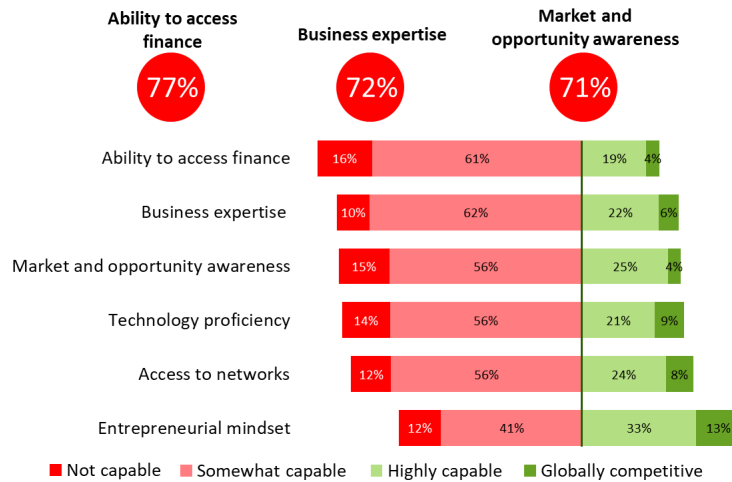 Ability to access
finance
Business expertise
Market and
opportunity awareness
77%
72%
71%
Ability to access finance 16% 61% 19% 4%
Business expertise 10% 62% 22% 6%
Market and opportunity awareness 15% 56% 25% 4%
Technology proficiency 14% 56% 21% 9%
Access to networks 12% 56% 24% 8%
Entrepreneurial mindset 12% 41% 33% 13%
Not capable Somewhat capable Highly capable Globally competitive